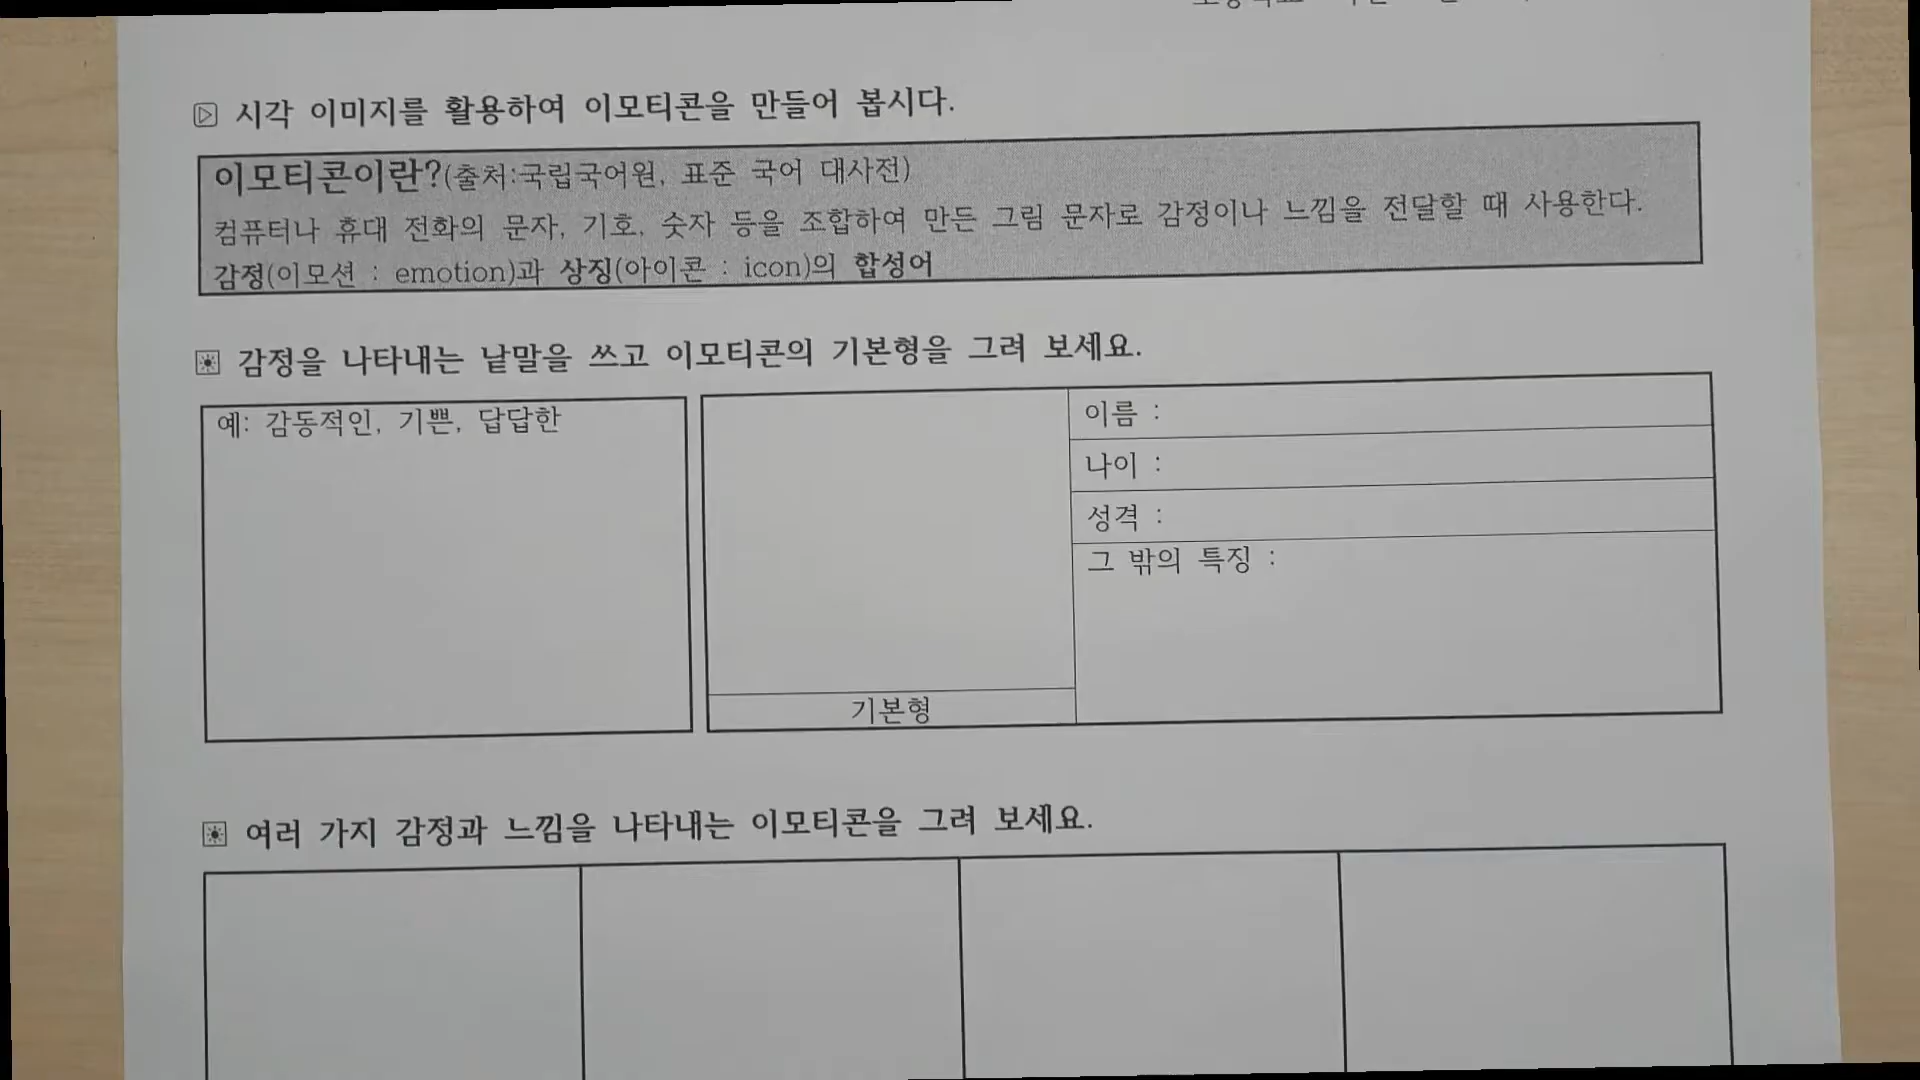 시각 이미지를 활용하여 이모티콘을 만들어 봅시다.
이모티콘이란?(출처:국립국어원, 표준 국어 대사전)
컴퓨터나 휴대 전화의 문자, 기호, 숫자 등을 조합하여 만든 그림 문자로 감정이나 느낌을 전달할 때 사용한다.
감정(이모션 : emotion)과 상징(아이콘 : icon)의 합성어
감정을 나타내는 낱말을 쓰고 이모티콘의 기본형을 그려 보세요.
예: 감동적인, 기쁜, 답답한
기본형
이름 :
나이 :
성격 :
그 밖의 특징 :
여러 가지 감정과 느낌을 나타내는 이모티콘을 그려 보세요.